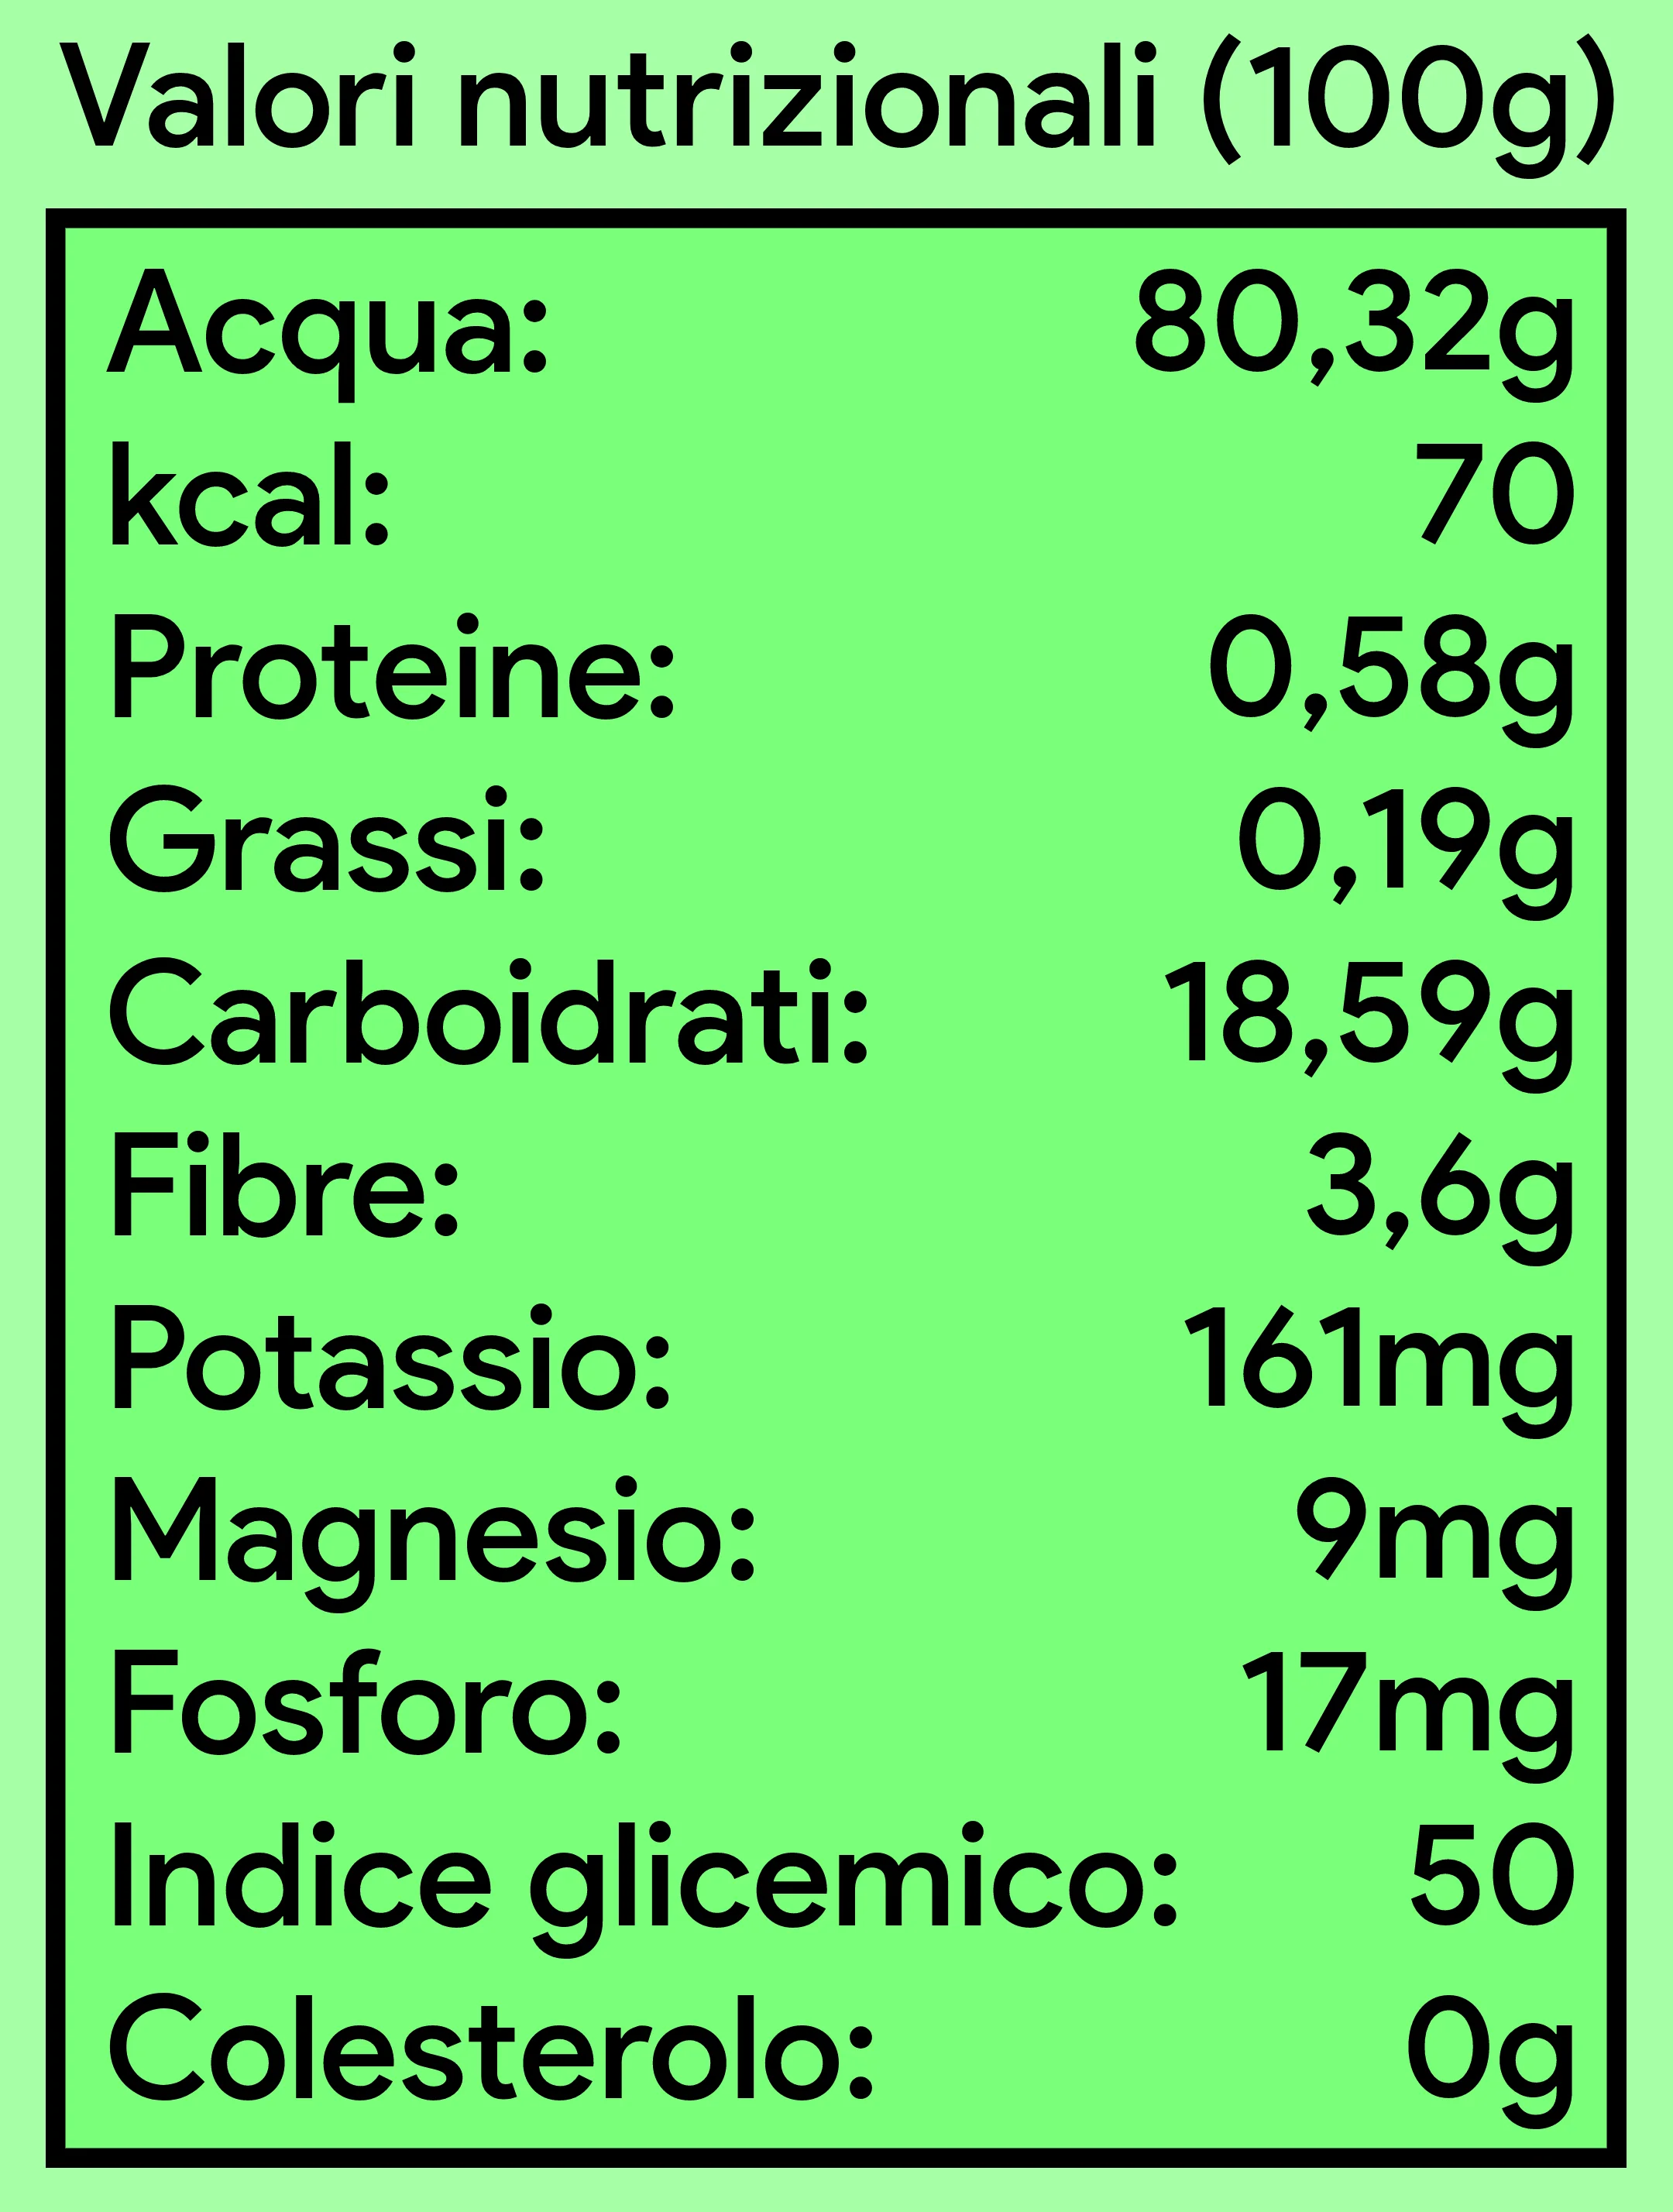 Valori nutrizionali (100g)
Acqua: 80,32g
kcal: 70
Proteine: 0,58g
Grassi: 0,19g
Carboidrati: 18,59g
Fibre: 3,6g
Potassio: 161mg
Magnesio: 9mg
Fosforo: 17mg
Indice glicemico: 50
Colesterolo: 0g